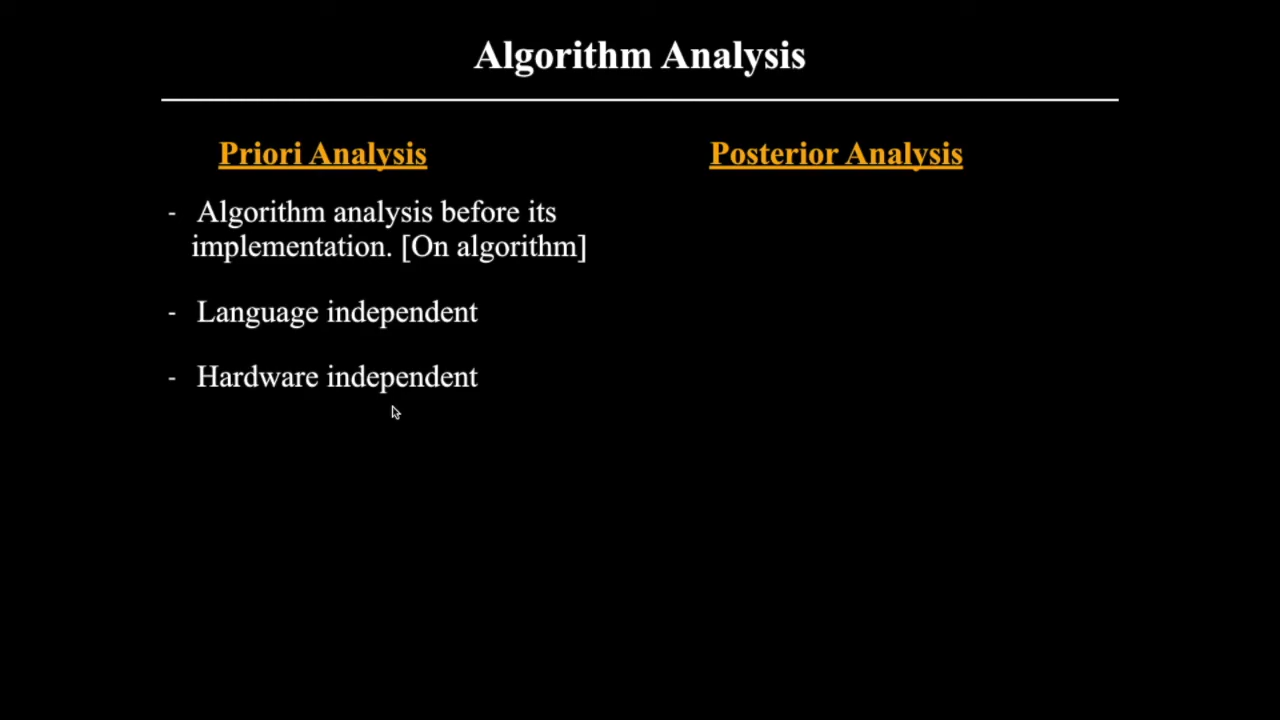 Algorithm Analysis
Priori Analysis
- Algorithm analysis before its
implementation. [On algorithm]
- Language independent
- Hardware independent
Posterior Analysis